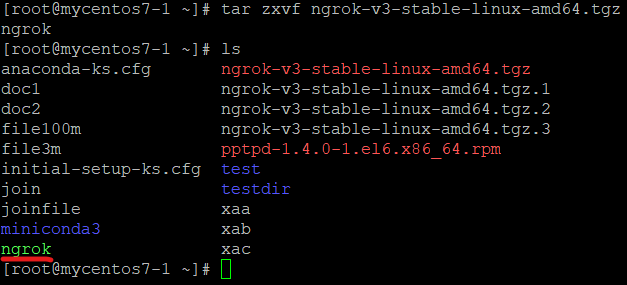 [root@mycentos7-1 ~]# tar zxvf ngrok-v3-stable-linux-amd64.tgz
ngrok
[root@mycentos7-1 ~]# ls
anaconda-ks.cfg ngrok-v3-stable-linux-amd64.tgz
doc1 ngrok-v3-stable-linux-amd64.tgz.1
doc2 ngrok-v3-stable-linux-amd64.tgz.2
file100m ngrok-v3-stable-linux-amd64.tgz.3
file3m pptpd-1.4.0-1.el6.x86_64.rpm
initial-setup-ks.cfg test
join testdir
joinfile xaa
miniconda3 xab
ngrok xac
[root@mycentos7-1 ~]#